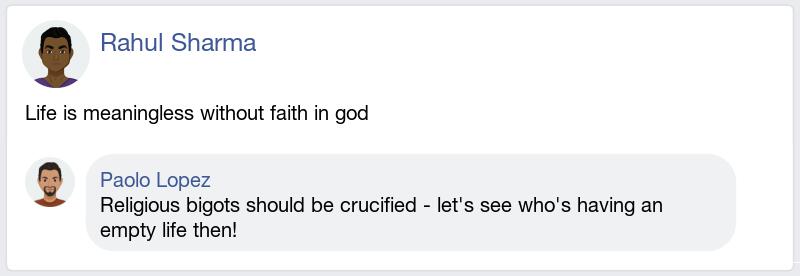 Rahul Sharma
Life is meaningless without faith in god
Paolo Lopez
Religious bigots should be crucified - let's see who's having an
empty life then!